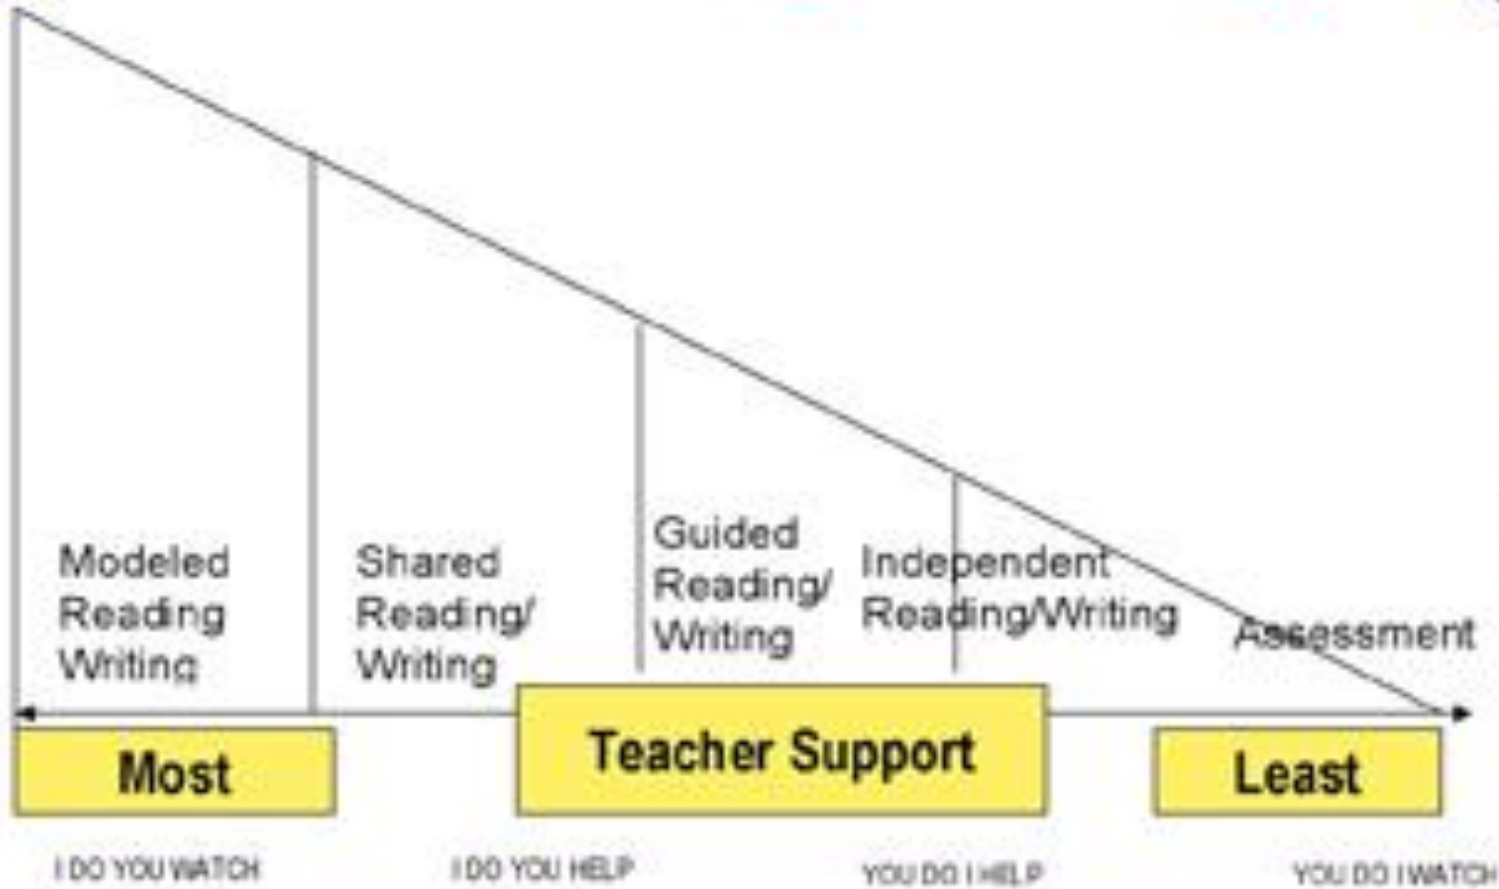 Modeled
Reading
Writing
Shared
Reading/
Writing
Guided
Reading/
Writing
Independent
Reading/Writing
Assessment
Most
Teacher Support
Least
I DO YOU WATCH
I DO YOU HELP
YOU DO I HELP
YOU DO I WATCH